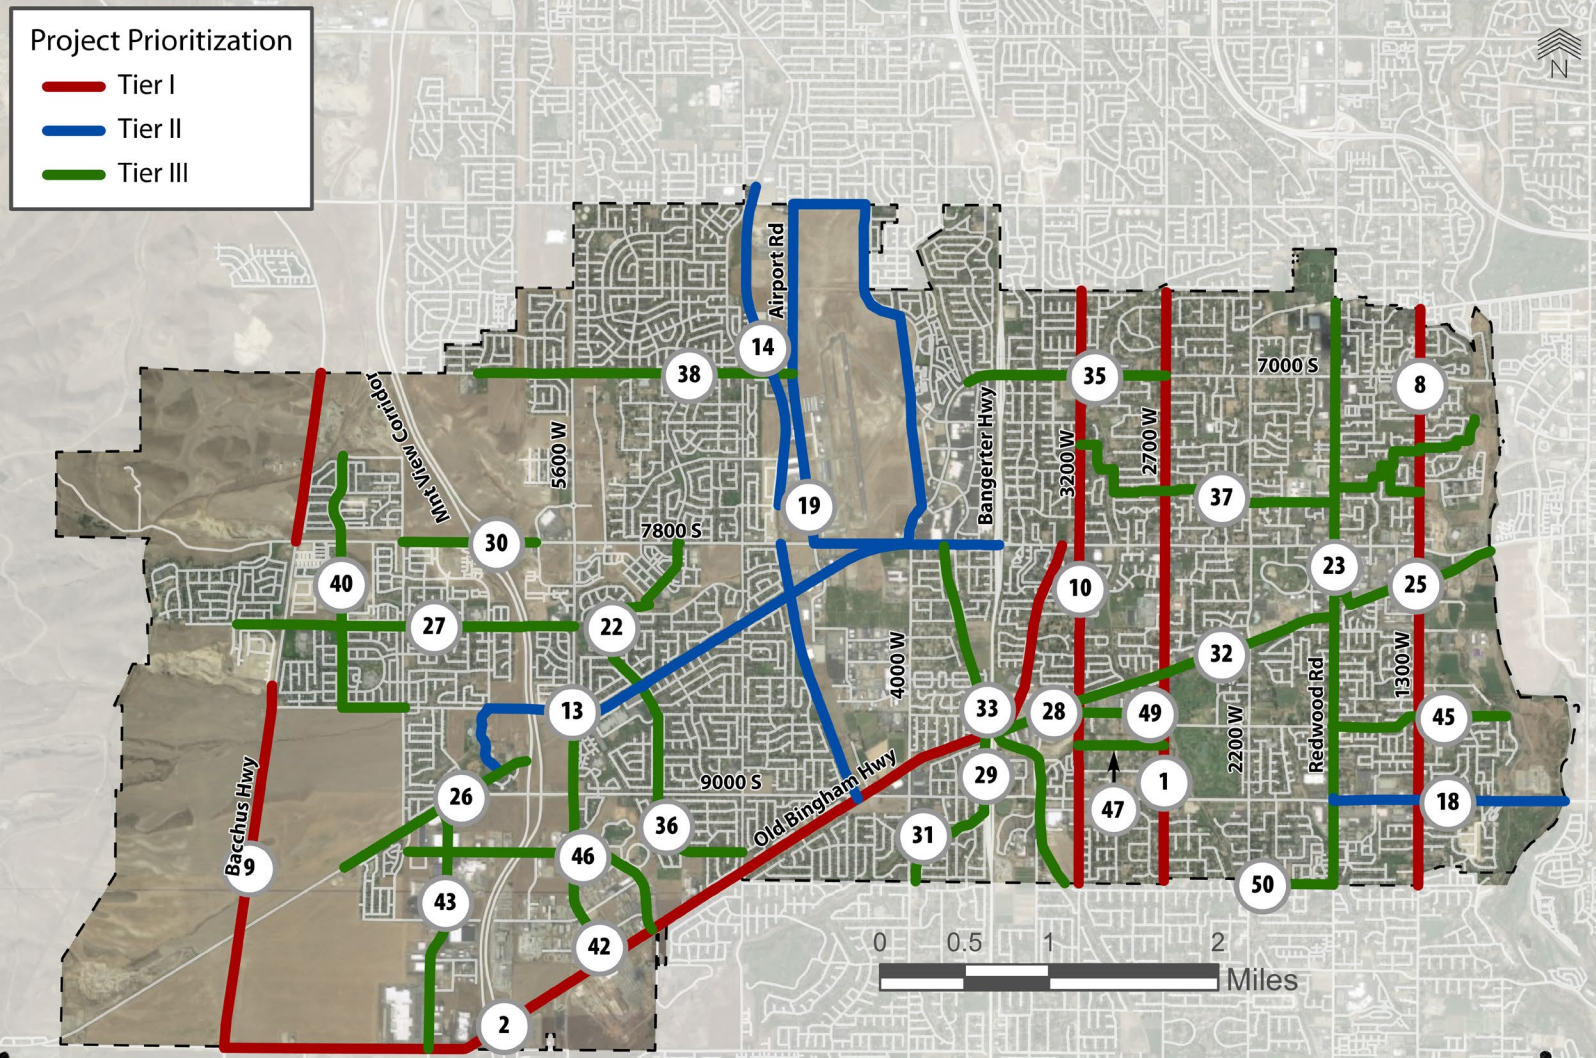 Project Prioritization
Tier I
Tier II
Tier III
N
Airport Rd
14
38
35
7000 S
8
Mnt View Corridor
5600 W
Bangerter Hwy
3200 W
2700 W
37
19
7800 S
30
40
10
23
25
27
22
4000 W
32
1300 W
13
33
28
49
45
2200 W
Redwood Rd
Bacchus Hwy
26
9000 S
Old Bingham Hwy
29
1
47
18
36
31
46
9
43
50
42
2
0 0.5 1 2
Miles